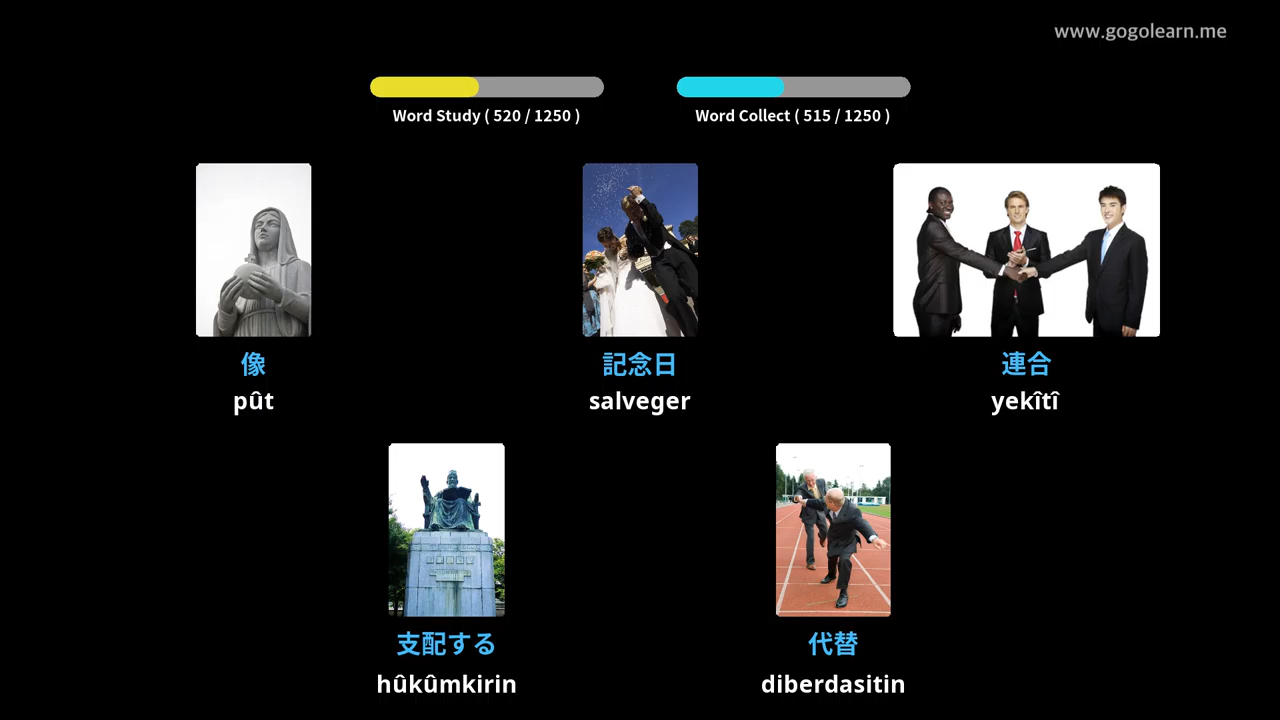 www.gogolearn.me
Word Study ( 520 / 1250 )
Word Collect ( 515 / 1250 )
像
pût
記念日
salveger
連合
yekîtî
支配する
hûkûmkirin
代替
diberdasitin